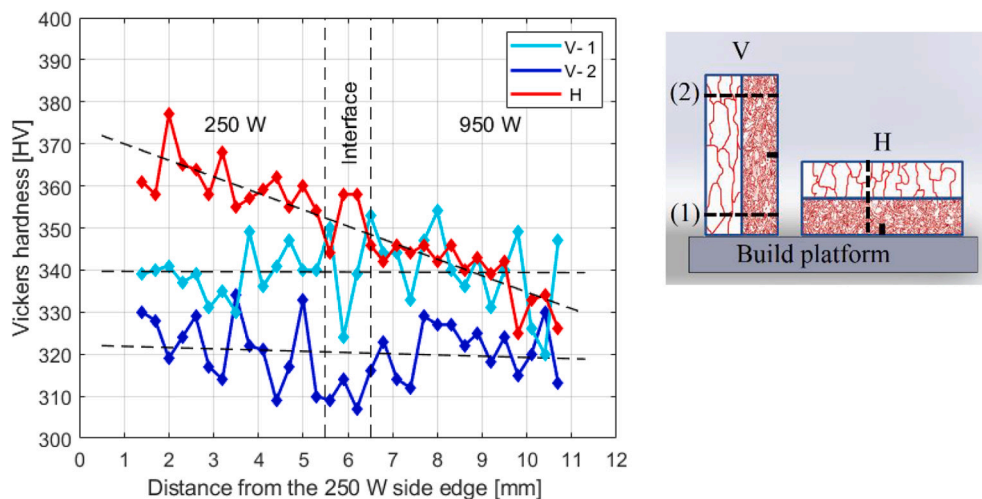 400
390
380
370
360
350
340
330
320
310
300
Vickers hardness [HV]
0 1 2 3 4 5 6 7 8 9 10 11 12
Distance from the 250 W side edge [mm]
250 W
Interface
950 W
V- 1
V- 2
H
V
(2)
(1)
H
Build platform